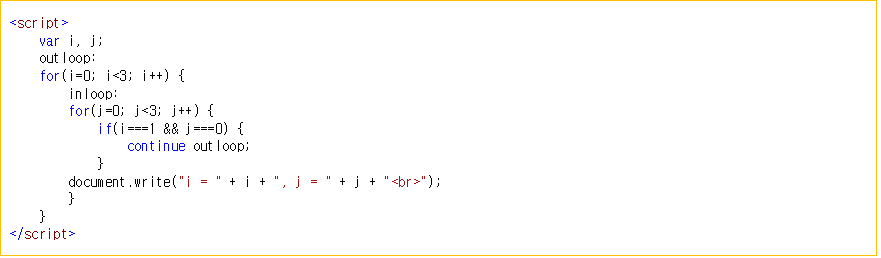 <script>
var i, j;
outloop:
for(i=0; i<3; i++) {
inloop:
for(j=0; j<3; j++) {
if(i===1 && j===0) {
continue outloop;
}
document.write("i = " + i + ", j = " + j + "<br>");
}
}
</script>